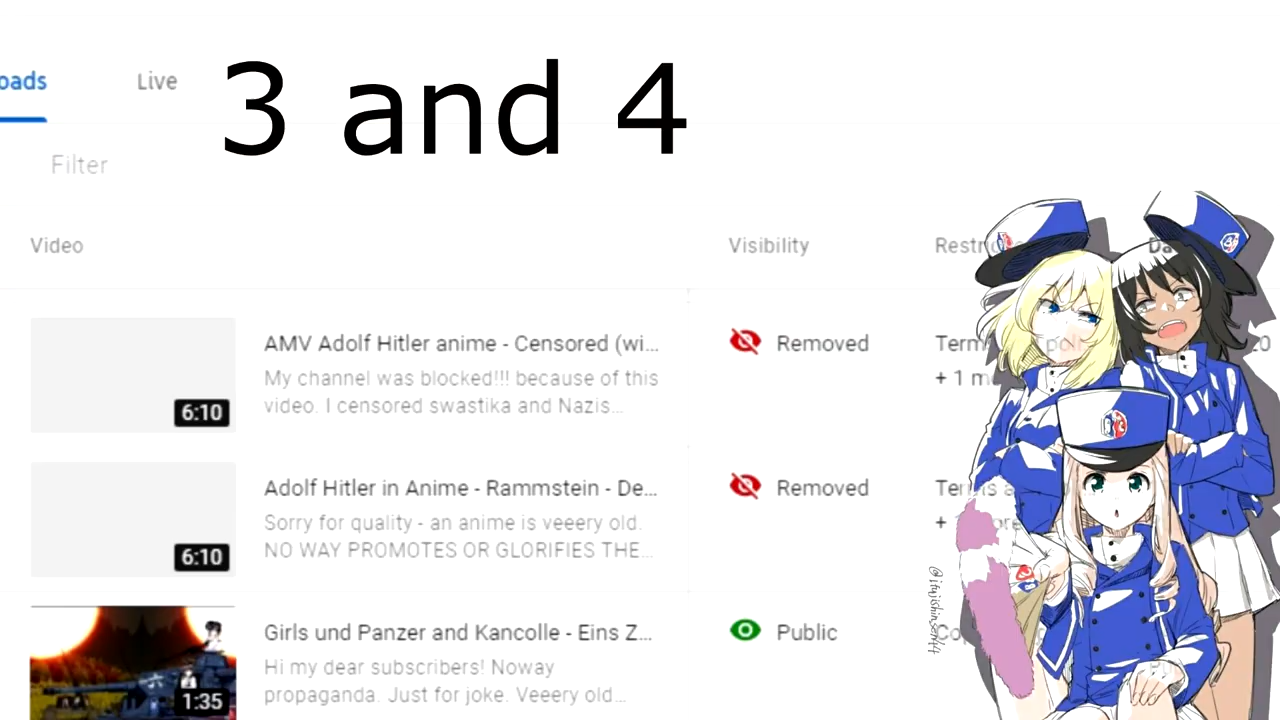 3 and 4
oads Live
Filter
Video Visibility
AMV Adolf Hitler anime - Censored (wi... Removed
My channel was blocked!!! because of this + 1
video. I censored swastika and Nazis...
6:10
Adolf Hitler in Anime - Rammstein - De... Removed
Sorry for quality - an anime is veeery old. +
NO WAY PROMOTES OR GLORIFIES THE...
6:10
Girls und Panzer and Kancolle - Eins Z... Public
Hi my dear subscribers! Noway
propaganda. Just for joke. Veeery old...
1:35